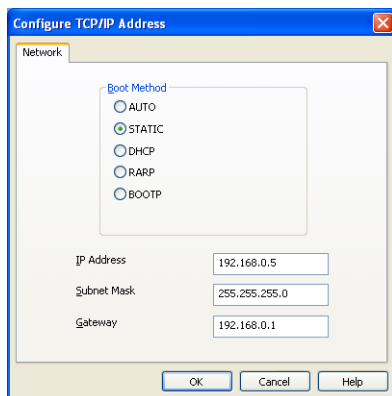 Configure TCP/IP Address
Network
Boot Method
AUTO
STATIC
DHCP
RARP
BOOTP
IP Address 192.168.0.5
Subnet Mask 255.255.255.0
Gateway 192.168.0.1
OK Cancel Help